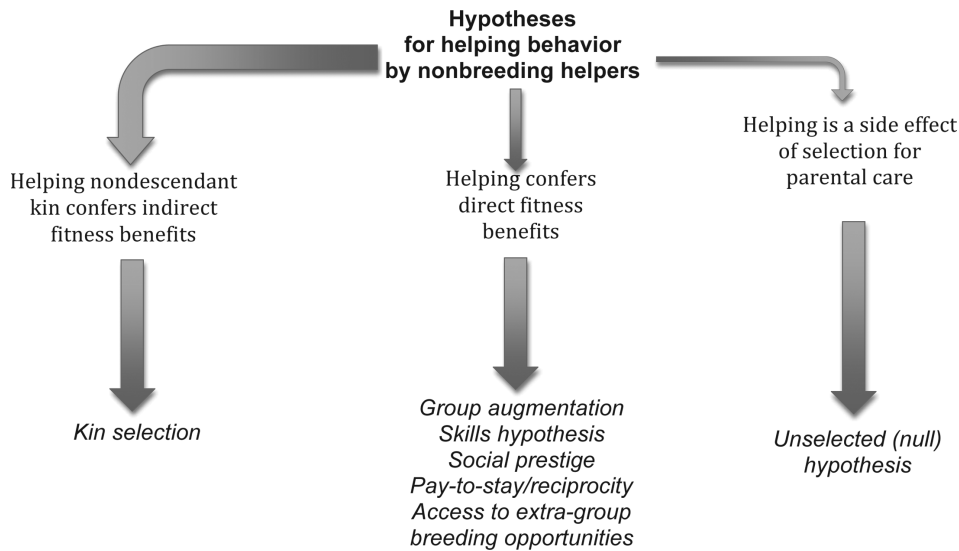 Hypotheses
for helping behavior
by nonbreeding helpers
Helping nondescendant
kin confers indirect
fitness benefits
Helping confers
direct fitness
benefits
Helping is a side effect
of selection for
parental care
Kin selection
Group augmentation
Skills hypothesis
Social prestige
Pay-to-stay/reciprocity
Access to extra-group
breeding opportunities
Unselected (null)
hypothesis